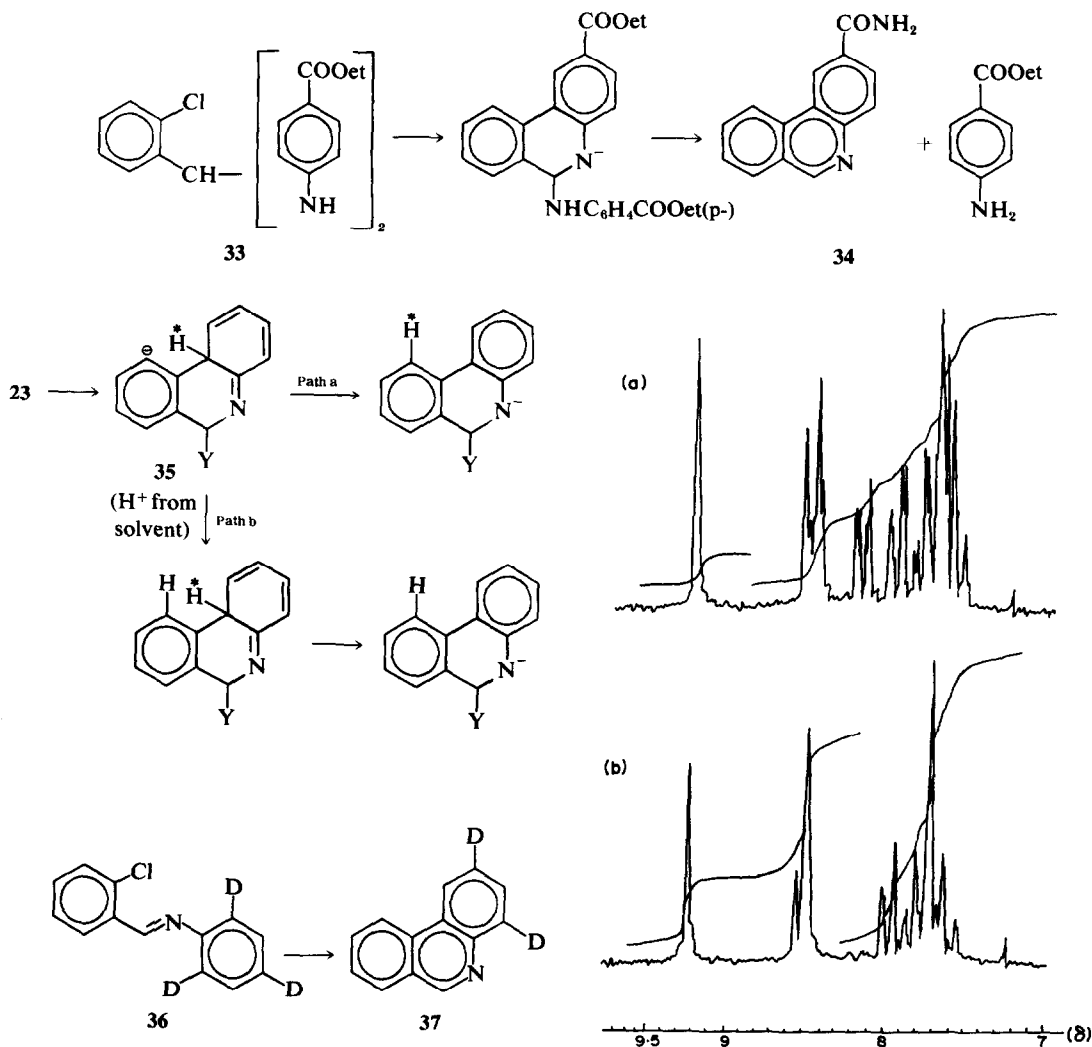 COOet
CONH₂
COOet
COOet
Cl
CH—
NH
2
N⁻
NHC₆H₄COOet(p-)
N
+
NH₂
33
34
23
⊖
*
H
N
Y
35
Path a
*
H
N⁻
Y
(H⁺ from
solvent)
Path b
H
*
H
N
Y
H
N⁻
Y
(a)
(b)
Cl
N
D
D
D
36
D
D
N
37
9·5 9 8 7 (δ)